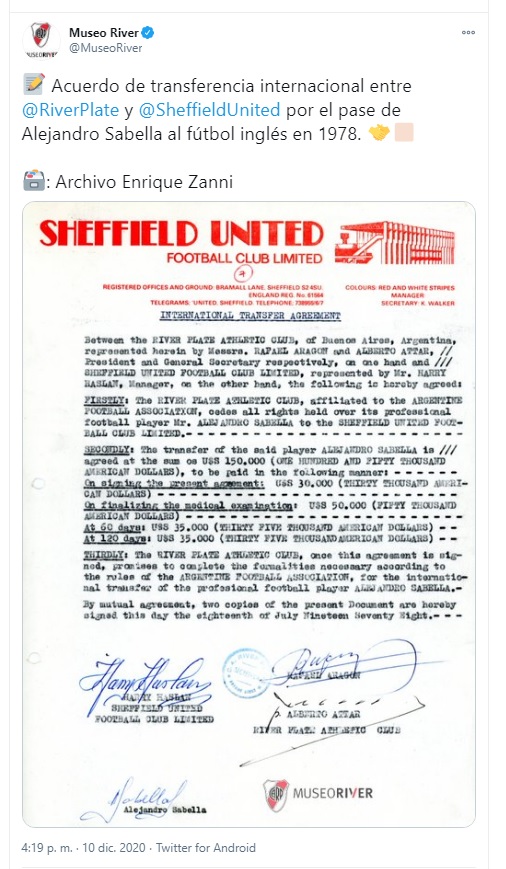 Museo River
@MuseoRiver
MUSEORIVER
Acuerdo de transferencia internacional entre
@RiverPlate y @SheffieldUnited por el pase de
Alejandro Sabella al fútbol inglés en 1978.
: Archivo Enrique Zanni
SHEFFIELD UNITED
FOOTBALL CLUB LIMITED
REGISTERED OFFICES AND GROUND: BRAMALL LANE, SHEFFIELD S2 4SU.
ENGLAND REG. No. 61564
TELEGRAMS: 'UNITED, SHEFFIELD. TELEPHONE: 738955/6/7
COLOURS: RED AND WHITE STRIPES
MANAGER:
SECRETARY: K. WALKER
INTERNATIONAL TRANSFER AGREEMENT
Between the RIVER PLATE ATHLETIC CLUB, of Buenos Aires, Argentina,
represented herein by Messrs. RAFAEL ARAGON and ALBERTO ATTAR, //
President and General Secretary respectively, on one hand and ///
SHEFFIELD UNITED FOOTBALL CLUB LIMITED, represented by Mr. HARRY
HASLAN, Manager, on the other hand, the following is hereby agreed:
FIRSTLY: The RIVER PLATE ATHLETIC CLUB, affiliated to the ARGENTINE
FOOTBALL ASSOCIATION, cedes all rights held over its professional
football player Mr. ALEJANDRO SABELLA to the SHEFFIELD UNITED FOOT-
BALL CLUB LIMITED.- - - - - - - - - - - - - - - - - - - - - - - -
SECONDLY: The transfer of the said player ALEJANDRO SABELLA is ///
agreed at the sum os U$S 150.000 (ONE HUNDRED AND FIFTY THOUSAND
AMERICAN DOLLARS), to be paid in the following manner: - - - - -
On signing the present agreement: U$S 30.000 (THIRTY THOUSAND AMERI-
CAN DOLLARS) - - - - - - - - - - - - - - - - - - - - - - - - - -
On finalizing the medical examination: U$S 50.000 (FIFTY THOUSAND
AMERICAN DOLLARS) - - - - - - - - - - - - - - - - - - - - - - - -
At 60 days: U$S 35.000 (THIRTY FIVE THOUSAND AMERICAN DOLLARS) - -
At 120 days: U$S 35.000 (THIRTY FIVE THOUSAND AMERICAN DOLLARS) - -
THIRDLY: The RIVER PLATE ATHLETIC CLUB, once this agreement is sig-
ned, promises to complete the formalities necessary according to
the rules of the ARGENTINE FOOTBALL ASSOCIATION, for the internatio-
nal transfer of the profesional football player ALEJANDRO SABELLA.-
By mutual agreement, two copies of the present Document are hereby
signed this day the eighteenth of July Nineteen Seventy Eight.- - -
Harry Haslam
HARRY HASLAN
SHEFFIELD UNITED
FOOTBALL CLUB LIMITED
RAFAEL ARAGON
p. ALBERTO ATTAR
RIVER PLATE ATHLETIC CLUB
Sabella
Alejandro Sabella
MUSEORIVER
4:19 p. m. · 10 dic. 2020 · Twitter for Android